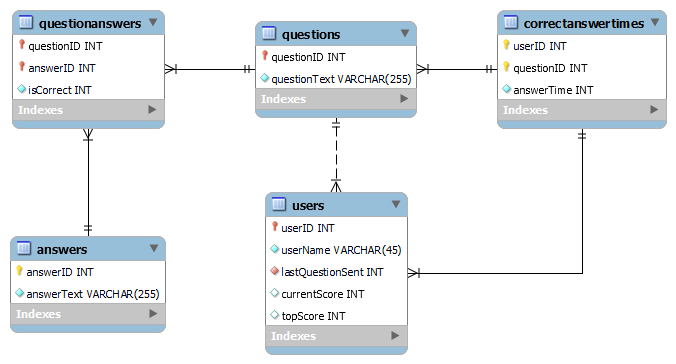 questionanswers
questionID INT
answerID INT
isCorrect INT
Indexes
questions
questionID INT
questionText VARCHAR(255)
Indexes
correctanswertimes
userID INT
questionID INT
answerTime INT
Indexes
answers
answerID INT
answerText VARCHAR(255)
Indexes
users
userID INT
userName VARCHAR(45)
lastQuestionSent INT
currentScore INT
topScore INT
Indexes